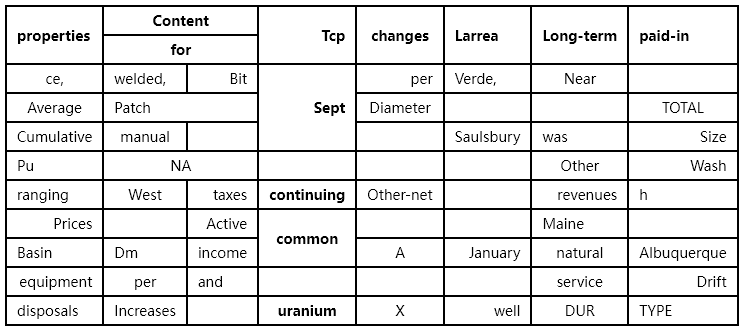 properties Content Tcp changes Larrea Long-term paid-in
for
ce, welded, Bit Sept per Verde, Near
Average Patch Diameter TOTAL
Cumulative manual Saulsbury was Size
Pu NA Other Wash
ranging West taxes continuing Other-net revenues h
Prices Active common Maine
Basin Dm income A January natural Albuquerque
equipment per and service Drift
disposals Increases uranium X well DUR TYPE